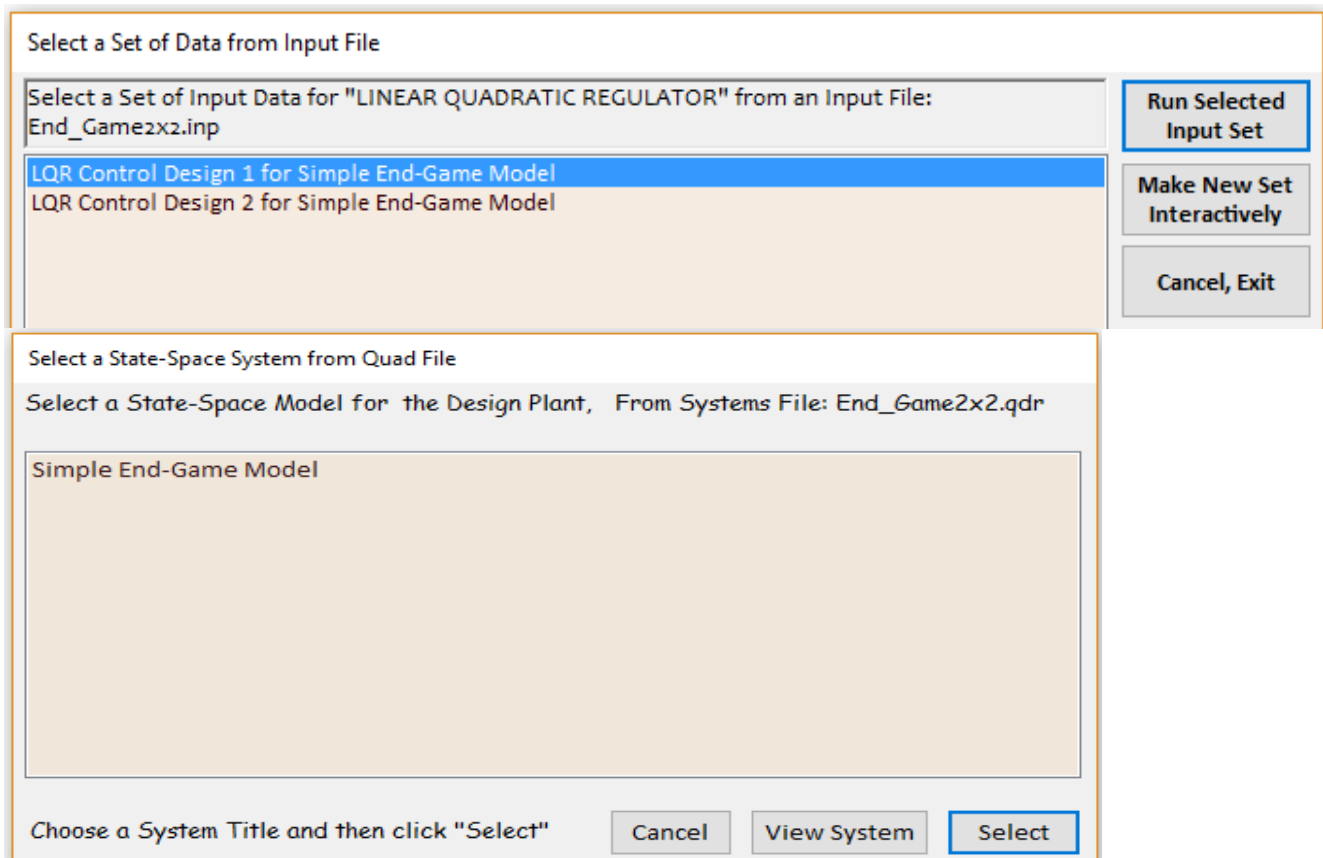 Select a Set of Data from Input File
Select a Set of Input Data for "LINEAR QUADRATIC REGULATOR" from an Input File:
End_Game2x2.inp
Run Selected
Input Set
LQR Control Design 1 for Simple End-Game Model
LQR Control Design 2 for Simple End-Game Model
Make New Set
Interactively
Cancel, Exit
Select a State-Space System from Quad File
Select a State-Space Model for the Design Plant, From Systems File: End_Game2x2.qdr
Simple End-Game Model
Choose a System Title and then click "Select"
Cancel
View System
Select